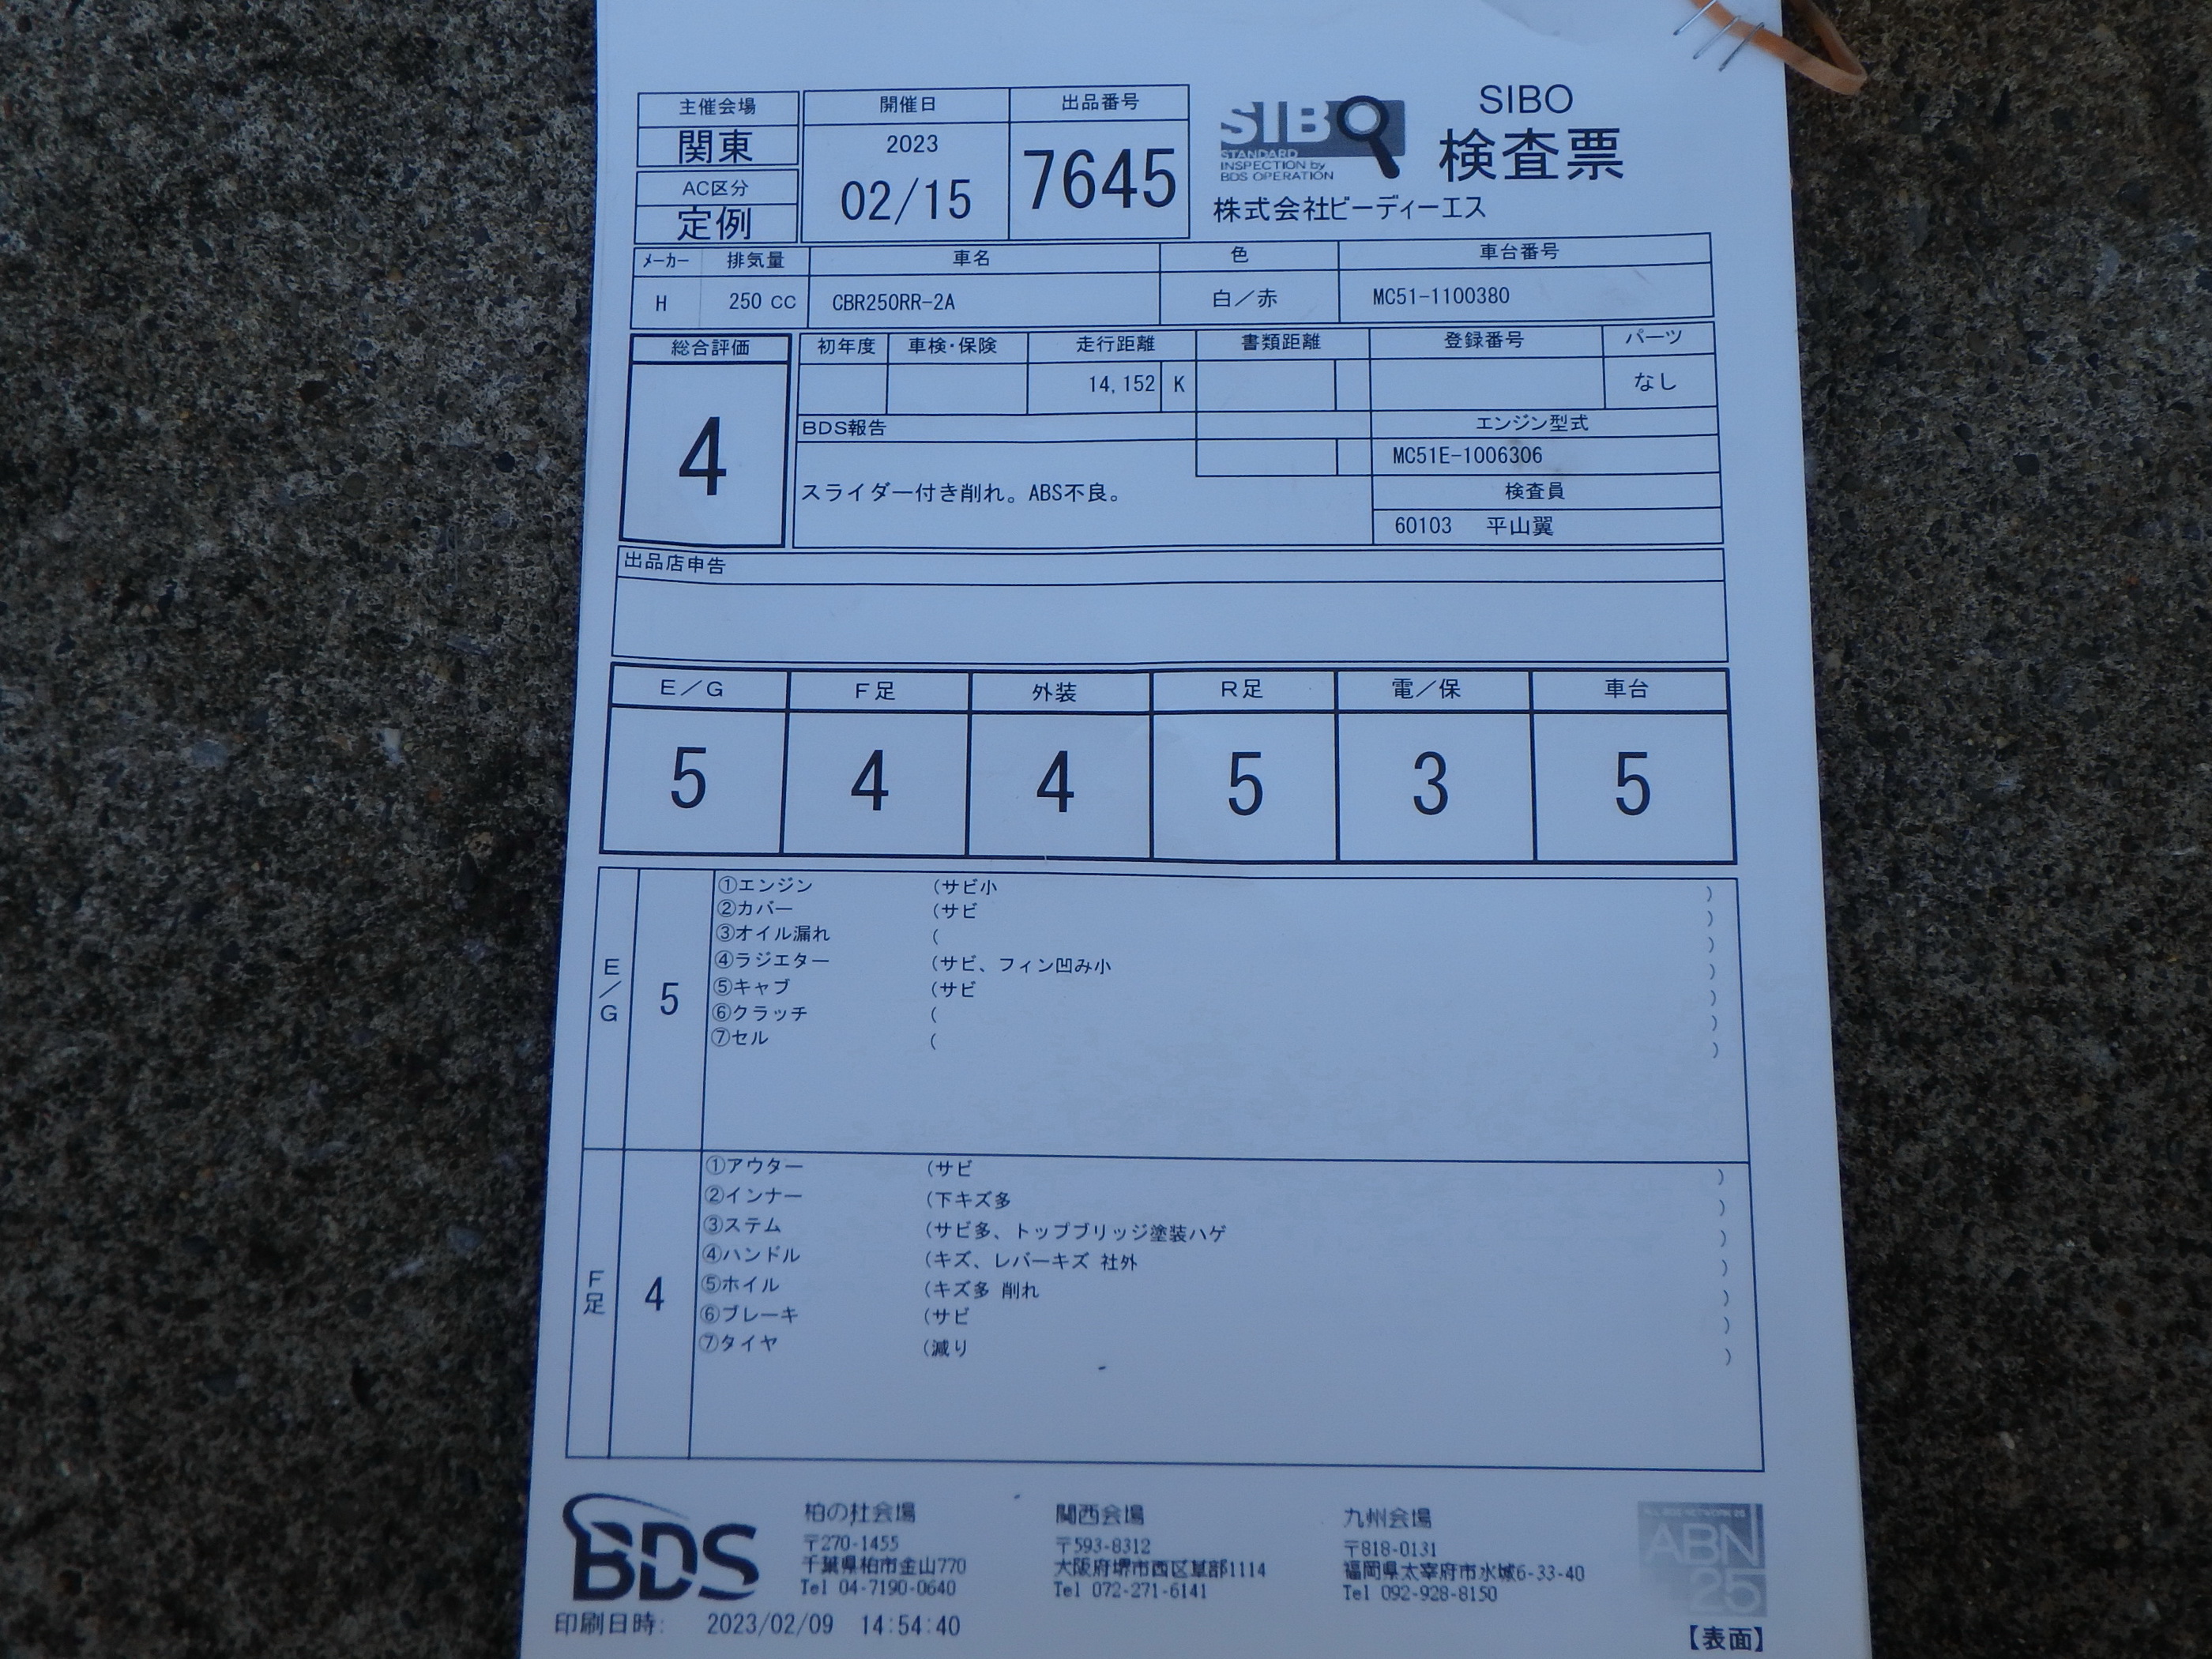 主催会場 開催日 出品番号
関東 2023 02/15 7645
AC区分
定例
SIBO
STANDARD
INSPECTION by
BDS OPERATION
SIBO
検査票
株式会社ビーディーエス
メーカー 排気量 車名 色 車台番号
H 250 CC CBR250RR-2A 白／赤 MC51-1100380
総合評価 初年度 車検・保険 走行距離 書類距離 登録番号 パーツ
4 14,152 K なし
BDS報告 エンジン型式
MC51E-1006306
スライダー付き削れ。ABS不良。 検査員
60103 平山翼
出品店申告
E／G F足 外装 R足 電／保 車台
5 4 4 5 3 5
E／G 5
①エンジン (サビ小 )
②カバー (サビ )
③オイル漏れ ( )
④ラジエター (サビ、フィン凹み小 )
⑤キャブ (サビ )
⑥クラッチ ( )
⑦セル ( )
F足 4
①アウター (サビ )
②インナー (下キズ多 )
③ステム (サビ多、トップブリッジ塗装ハゲ )
④ハンドル (キズ、レバーキズ 社外 )
⑤ホイル (キズ多 削れ )
⑥ブレーキ (サビ )
⑦タイヤ (減り )
BDS
柏の杜会場
〒270-1455
千葉県柏市金山770
Tel 04-7190-0640
関西会場
〒593-8312
大阪府堺市西区草部1114
Tel 072-271-6141
九州会場
〒818-0131
福岡県太宰府市水城6-33-40
Tel 092-928-8150
ABN
25
印刷日時: 2023/02/09 14:54:40
【表面】